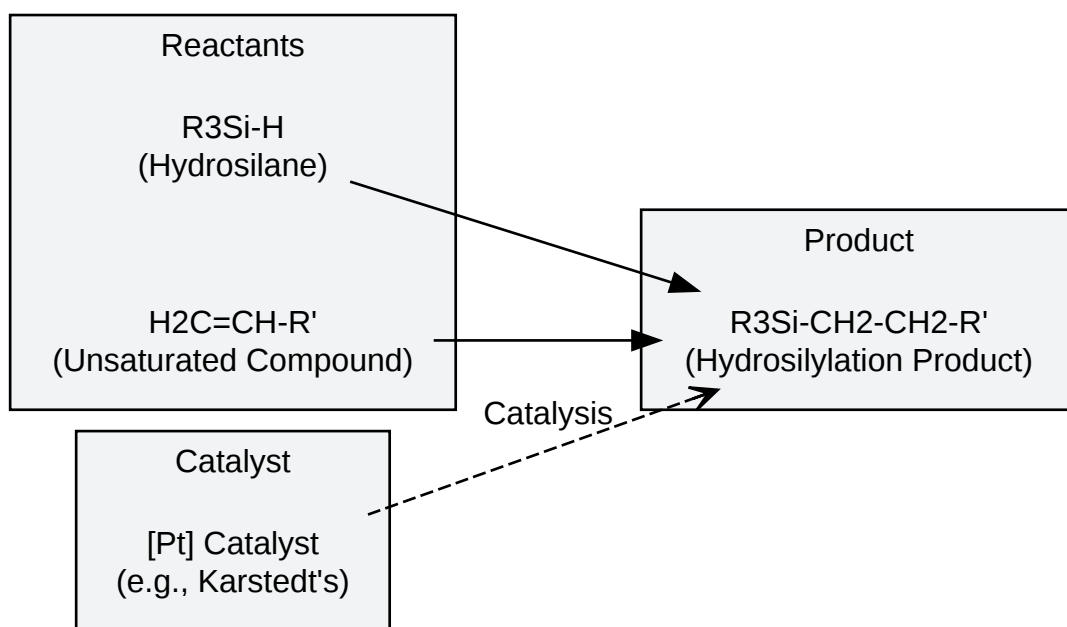 Reactants
R3Si-H
(Hydrosilane)
H2C=CH-R'
(Unsaturated Compound)
Product
R3Si-CH2-CH2-R'
(Hydrosilylation Product)
Catalysis
Catalyst
[Pt] Catalyst
(e.g., Karstedt's)